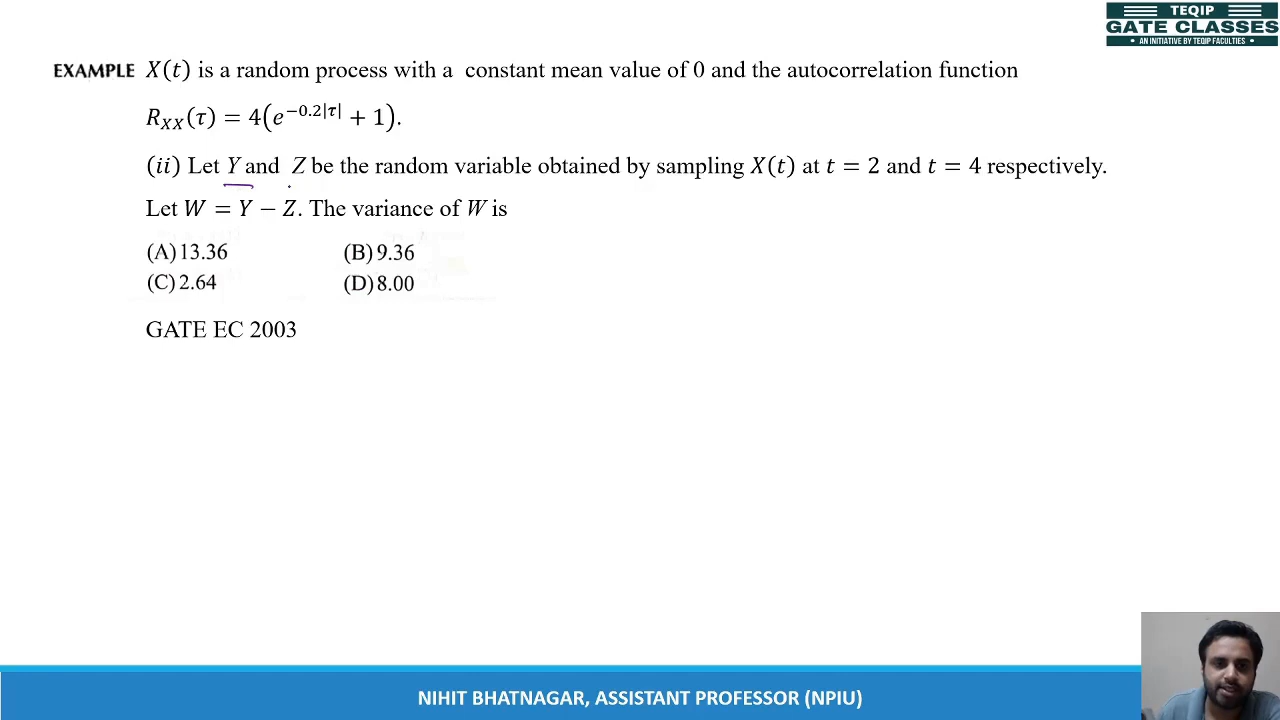 TEQIP
GATE CLASSES
• AN INITIATIVE BY TEQIP FACULTIES •
EXAMPLE X(t) is a random process with a constant mean value of 0 and the autocorrelation function
R_XX(τ) = 4(e^{−0.2|τ|} + 1).
(ii) Let Y and Z be the random variable obtained by sampling X(t) at t = 2 and t = 4 respectively.
Let W = Y − Z. The variance of W is
(A) 13.36 (B) 9.36
(C) 2.64 (D) 8.00
GATE EC 2003
NIHIT BHATNAGAR, ASSISTANT PROFESSOR (NPIU)